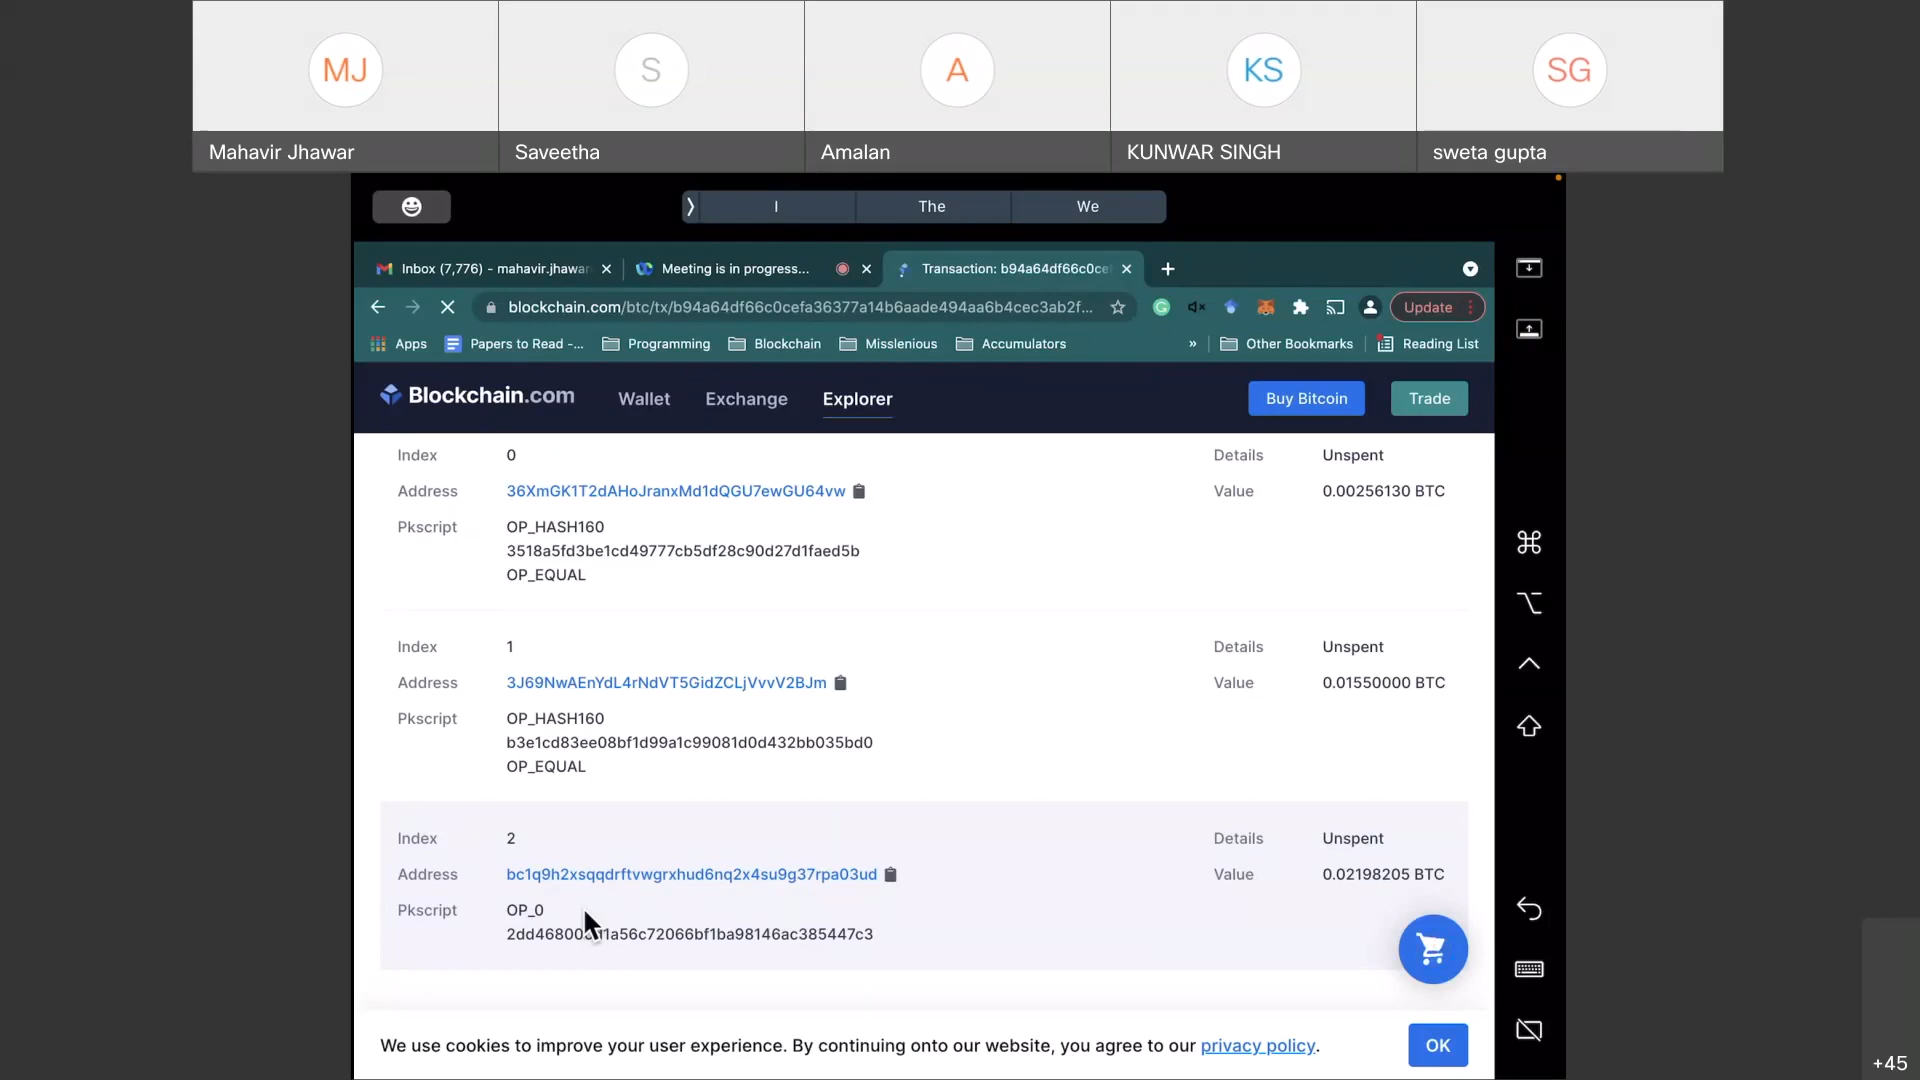 MJ
S
A
KS
SG
Mahavir Jhawar
Saveetha
Amalan
KUNWAR SINGH
sweta gupta
I
The
We
Inbox (7,776) - mahavir.jhawar
Meeting is in progress...
Transaction: b94a64df66c0ce
blockchain.com/btc/tx/b94a64df66c0cefa36377a14b6aade494aa6b4cec3ab2f...
Update
Apps
Papers to Read -...
Programming
Blockchain
Misslenious
Accumulators
»
Other Bookmarks
Reading List
Blockchain.com
Wallet
Exchange
Explorer
Buy Bitcoin
Trade
Index 0 Details Unspent
Address 36XmGK1T2dAHoJranxMd1dQGU7ewGU64vw Value 0.00256130 BTC
Pkscript OP_HASH160
3518a5fd3be1cd49777cb5df28c90d27d1faed5b
OP_EQUAL
Index 1 Details Unspent
Address 3J69NwAEnYdL4rNdVT5GidZCLjVvvV2BJm Value 0.01550000 BTC
Pkscript OP_HASH160
b3e1cd83ee08bf1d99a1c99081d0d432bb035bd0
OP_EQUAL
Index 2 Details Unspent
Address bc1q9h2xsqqdrftvwgrxhud6nq2x4su9g37rpa03ud Value 0.02198205 BTC
Pkscript OP_0
We use cookies to improve your user experience. By continuing onto our website, you agree to our privacy policy.
OK
+45